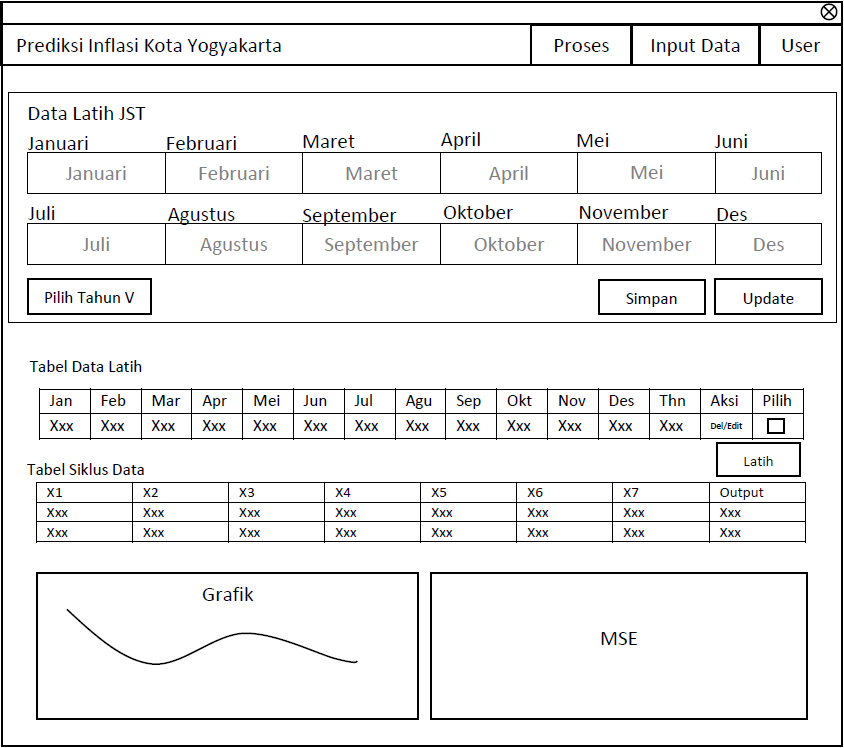 Prediksi Inflasi Kota Yogyakarta Proses Input Data User
Data Latih JST
Januari Februari Maret April Mei Juni
Januari Februari Maret April Mei Juni
Juli Agustus September Oktober November Des
Juli Agustus September Oktober November Des
Pilih Tahun V Simpan Update
Tabel Data Latih
Jan Feb Mar Apr Mei Jun Jul Agu Sep Okt Nov Des Thn Aksi Pilih
Xxx Xxx Xxx Xxx Xxx Xxx Xxx Xxx Xxx Xxx Xxx Xxx Xxx Del/Edit
Latih
Tabel Siklus Data
X1 X2 X3 X4 X5 X6 X7 Output
Xxx Xxx Xxx Xxx Xxx Xxx Xxx Xxx
Xxx Xxx Xxx Xxx Xxx Xxx Xxx Xxx
Grafik
MSE